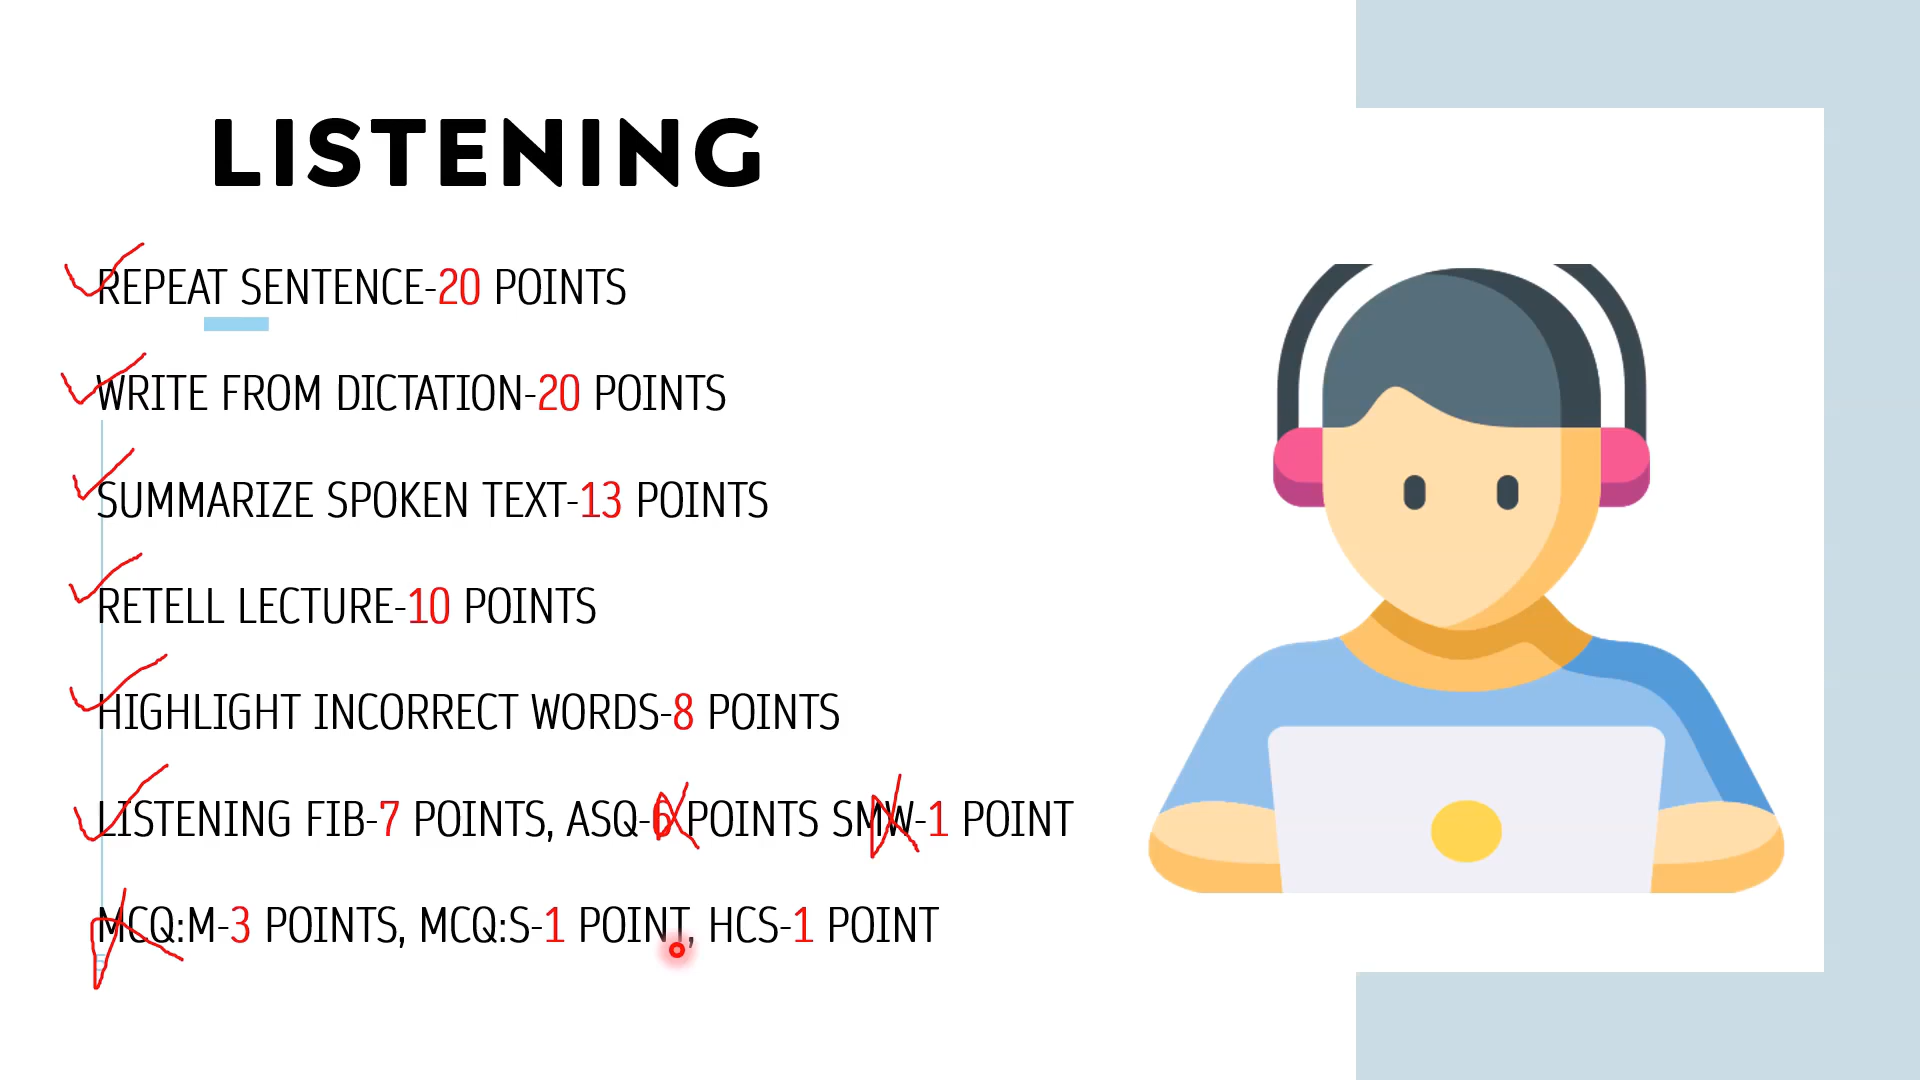 LISTENING
REPEAT SENTENCE-20 POINTS
WRITE FROM DICTATION-20 POINTS
SUMMARIZE SPOKEN TEXT-13 POINTS
RETELL LECTURE-10 POINTS
HIGHLIGHT INCORRECT WORDS-8 POINTS
LISTENING FIB-7 POINTS, ASQ-6 POINTS SMW-1 POINT
MCQ:M-3 POINTS, MCQ:S-1 POINT, HCS-1 POINT